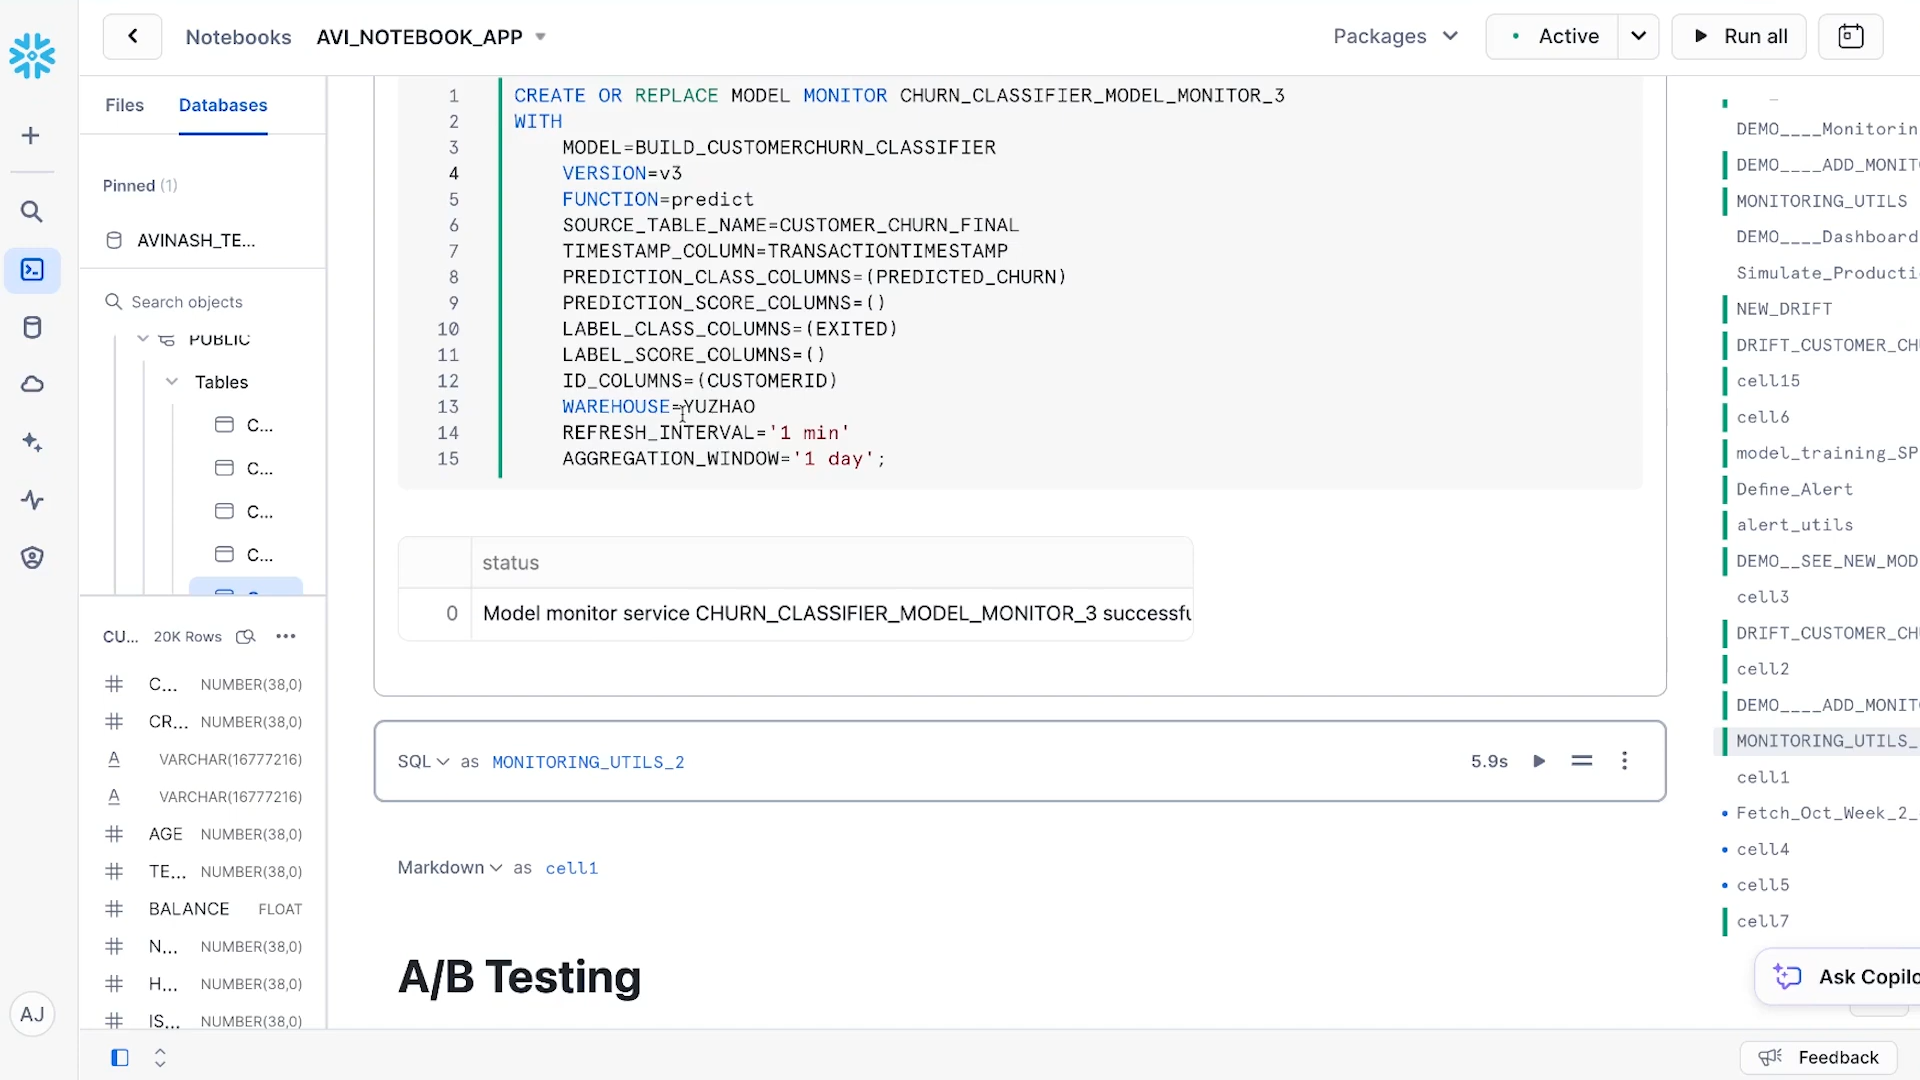 Notebooks AVI_NOTEBOOK_APP Packages Active Run all
Files Databases
Pinned (1)
AVINASH_TE...
Search objects
PUBLIC
Tables
C...
C...
C...
C...
CU... 20K Rows
C... NUMBER(38,0)
CR... NUMBER(38,0)
A VARCHAR(16777216)
A VARCHAR(16777216)
AGE NUMBER(38,0)
TE... NUMBER(38,0)
BALANCE FLOAT
N... NUMBER(38,0)
H... NUMBER(38,0)
IS... NUMBER(38,0)
AJ
1 CREATE OR REPLACE MODEL MONITOR CHURN_CLASSIFIER_MODEL_MONITOR_3
2 WITH
3 MODEL=BUILD_CUSTOMERCHURN_CLASSIFIER
4 VERSION=v3
5 FUNCTION=predict
6 SOURCE_TABLE_NAME=CUSTOMER_CHURN_FINAL
7 TIMESTAMP_COLUMN=TRANSACTIONTIMESTAMP
8 PREDICTION_CLASS_COLUMNS=(PREDICTED_CHURN)
9 PREDICTION_SCORE_COLUMNS=()
10 LABEL_CLASS_COLUMNS=(EXITED)
11 LABEL_SCORE_COLUMNS=()
12 ID_COLUMNS=(CUSTOMERID)
13 WAREHOUSE=YUZHAO
14 REFRESH_INTERVAL='1 min'
15 AGGREGATION_WINDOW='1 day';
status
0 Model monitor service CHURN_CLASSIFIER_MODEL_MONITOR_3 successfu
SQL as MONITORING_UTILS_2 5.9s
Markdown as cell1
A/B Testing
DEMO____Monitorin
DEMO____ADD_MONIT
MONITORING_UTILS
DEMO____Dashboard
Simulate_Producti
NEW_DRIFT
DRIFT_CUSTOMER_CH
cell15
cell6
model_training_SP
Define_Alert
alert_utils
DEMO__SEE_NEW_MOD
cell3
DRIFT_CUSTOMER_CH
cell2
DEMO____ADD_MONIT
MONITORING_UTILS_
cell1
Fetch_Oct_Week_2_
cell4
cell5
cell7
Ask Copilo
Feedback